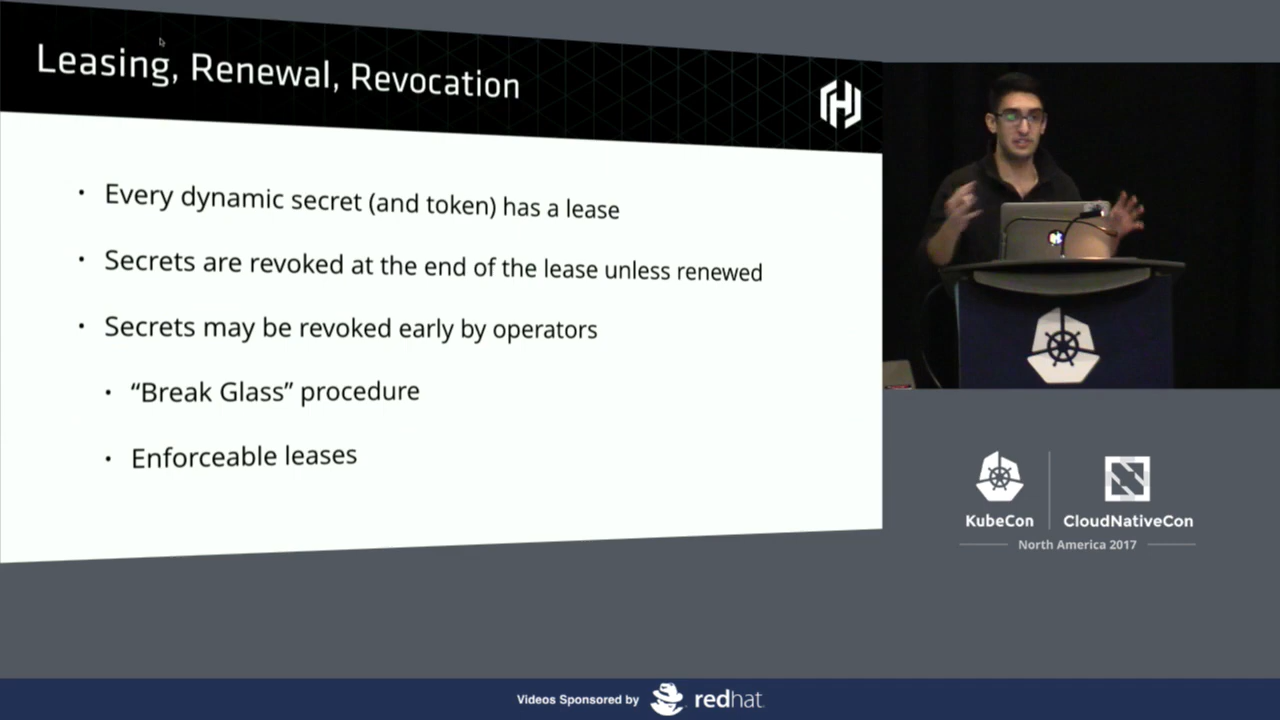 Leasing, Renewal, Revocation
• Every dynamic secret (and token) has a lease
• Secrets are revoked at the end of the lease unless renewed
• Secrets may be revoked early by operators
• “Break Glass” procedure
• Enforceable leases
KubeCon
CloudNativeCon
North America 2017
Videos Sponsored by
redhat